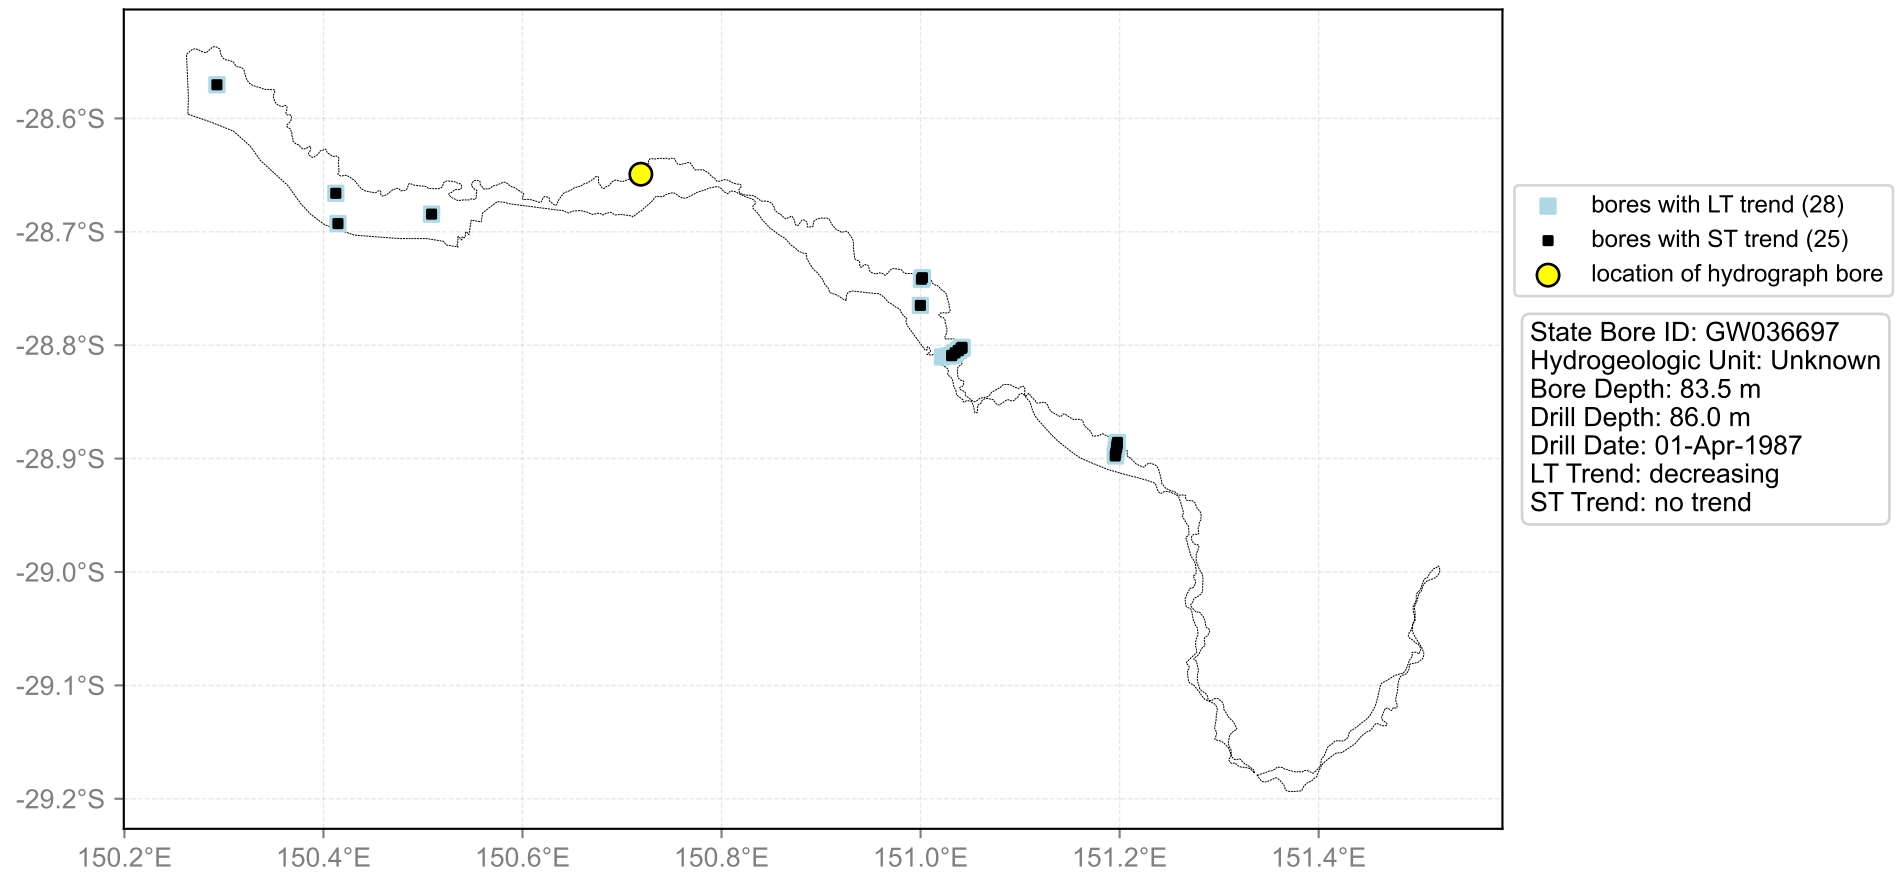 -28.6°S
-28.7°S
-28.8°S
-28.9°S
-29.0°S
-29.1°S
-29.2°S
150.2°E 150.4°E 150.6°E 150.8°E 151.0°E 151.2°E 151.4°E
bores with LT trend (28)
bores with ST trend (25)
location of hydrograph bore
State Bore ID: GW036697
Hydrogeologic Unit: Unknown
Bore Depth: 83.5 m
Drill Depth: 86.0 m
Drill Date: 01-Apr-1987
LT Trend: decreasing
ST Trend: no trend